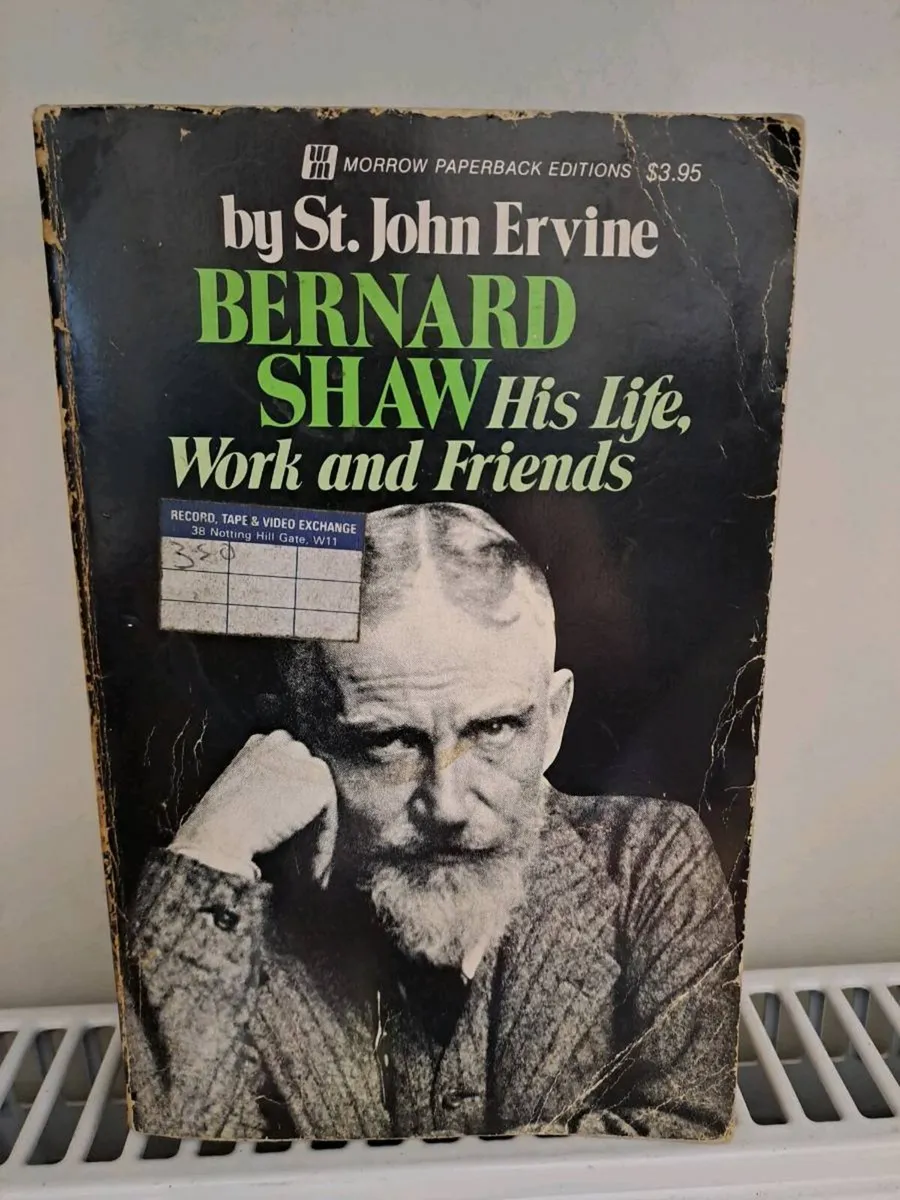 MORROW PAPERBACK EDITIONS $3.95
by St. John Ervine
BERNARD
SHAW His Life,
Work and Friends
RECORD, TAPE & VIDEO EXCHANGE
38 Notting Hill Gate, W11
350